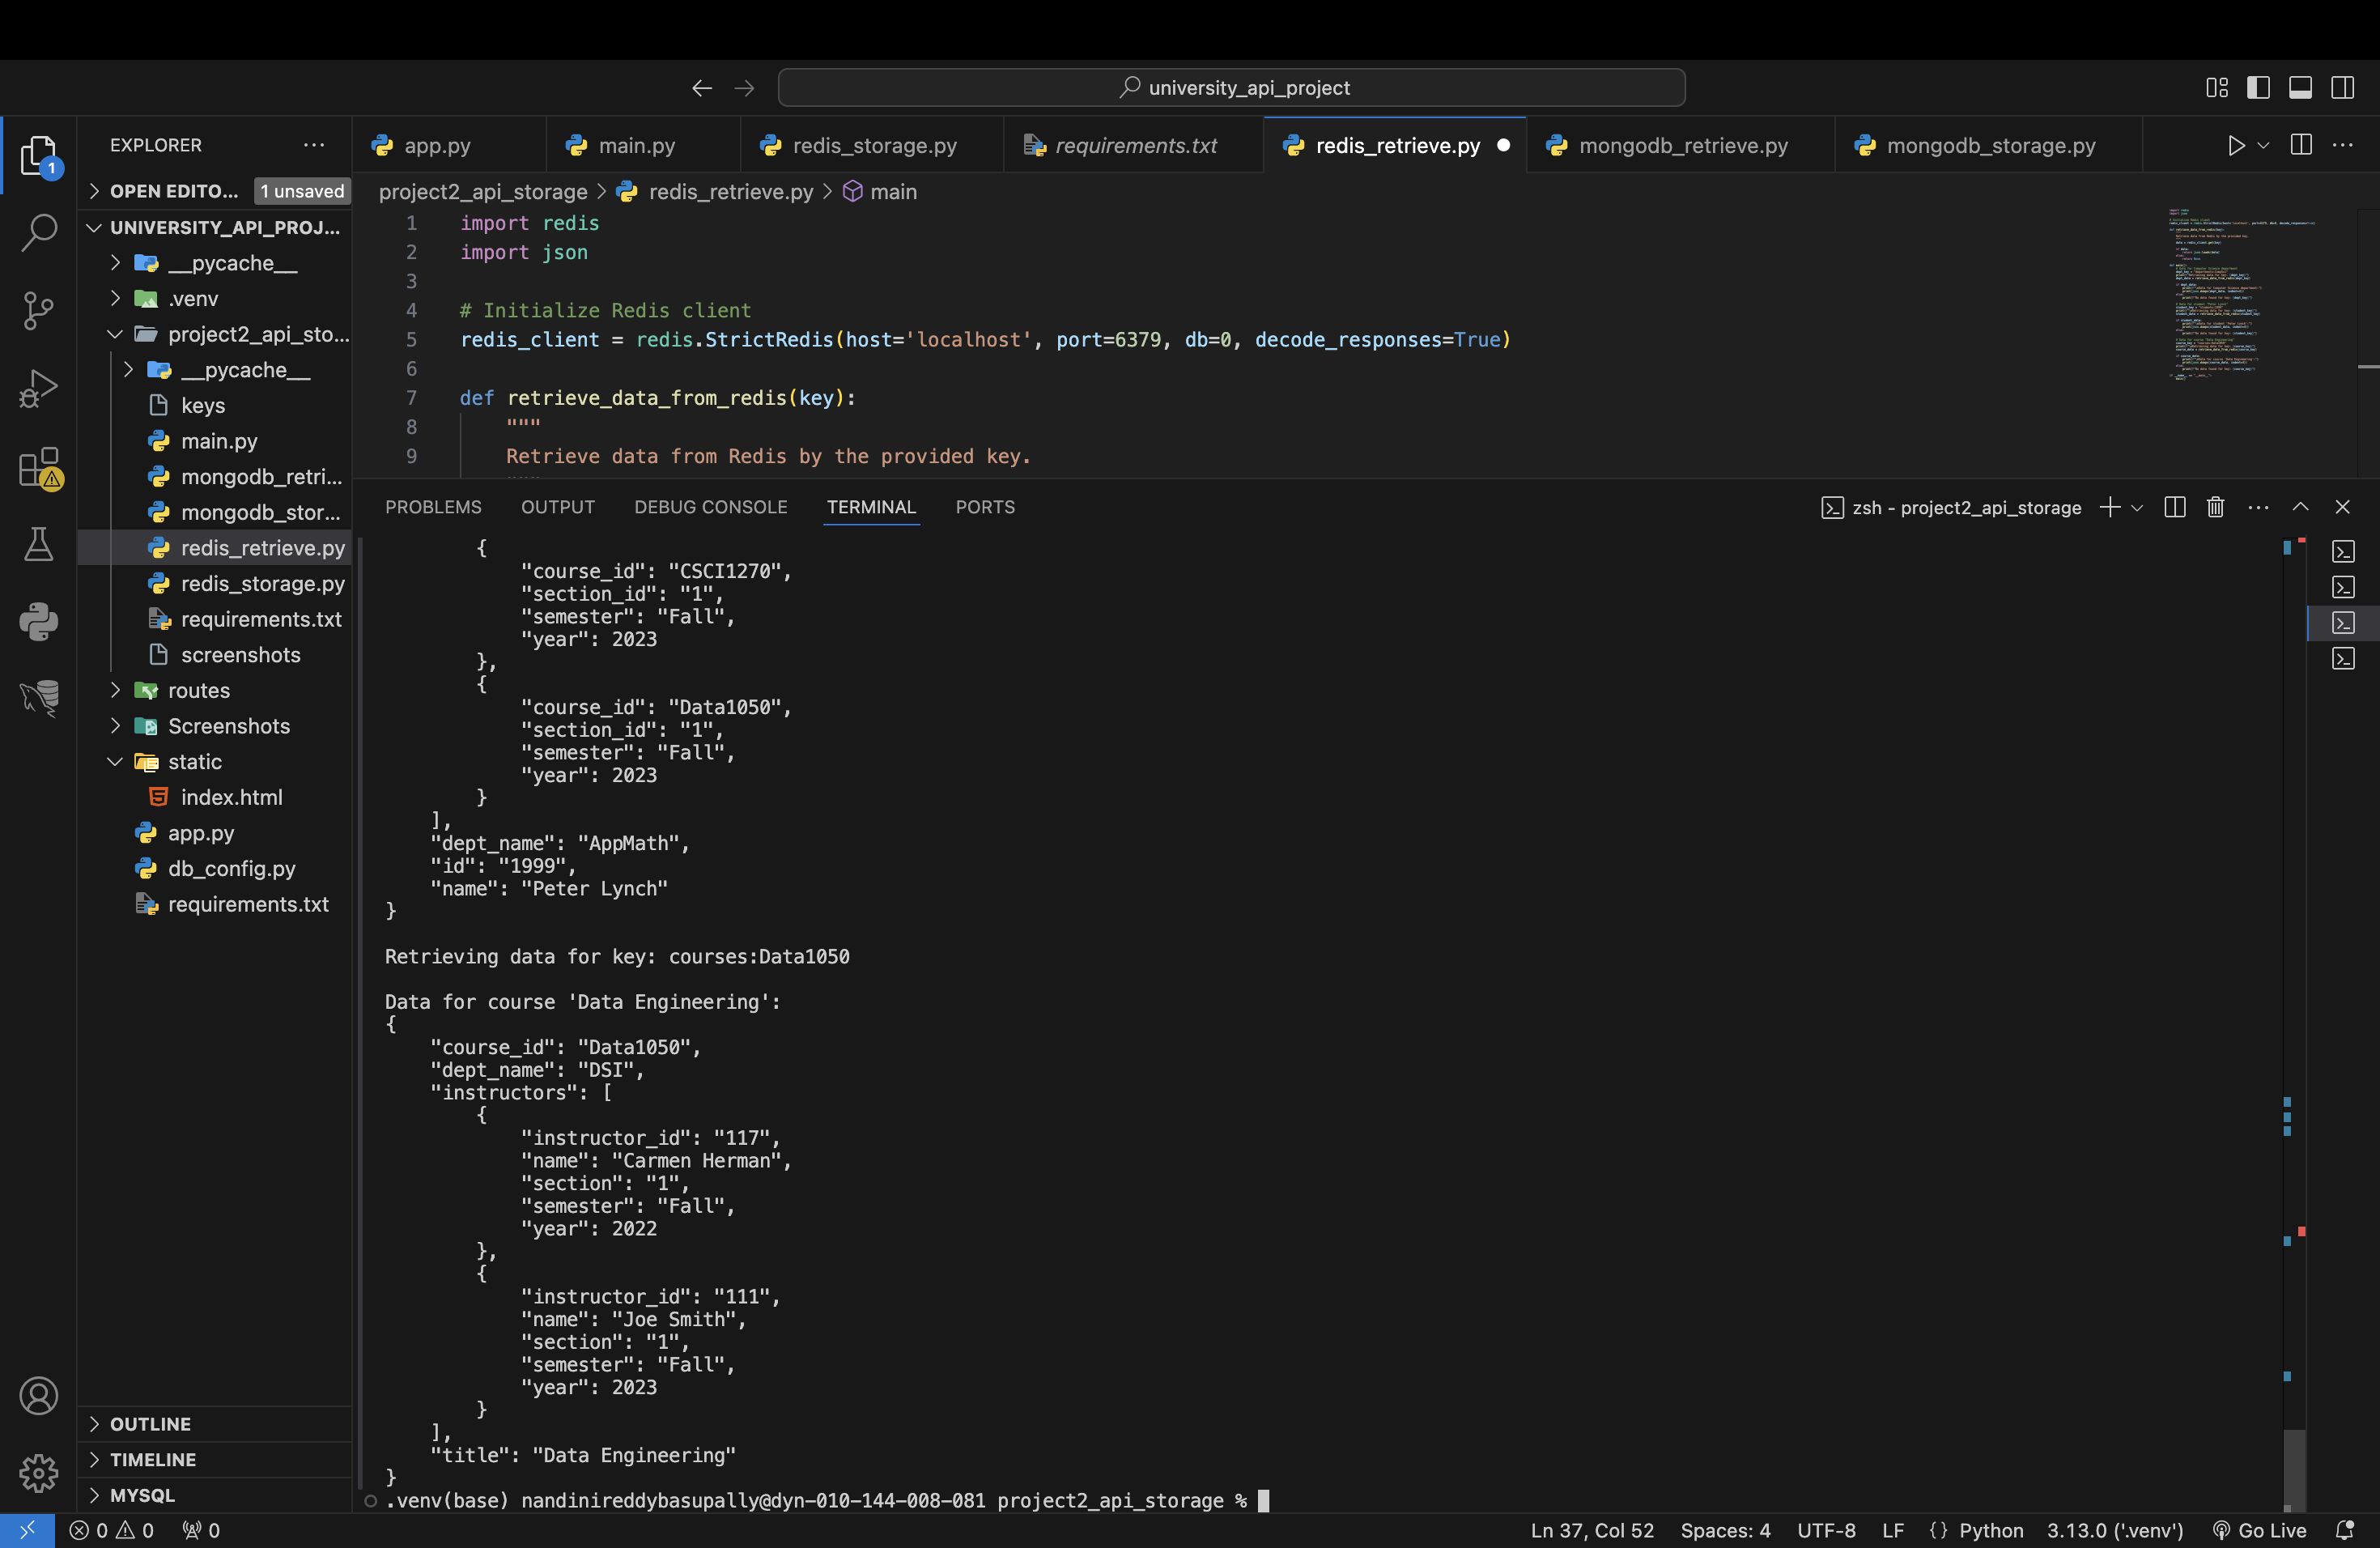 university_api_project
EXPLORER
app.py
main.py
redis_storage.py
requirements.txt
redis_retrieve.py
mongodb_retrieve.py
mongodb_storage.py
1
OPEN EDITO... 1 unsaved
UNIVERSITY_API_PROJ...
__pycache__
.venv
project2_api_sto...
__pycache__
keys
main.py
mongodb_retri...
mongodb_stor...
redis_retrieve.py
redis_storage.py
requirements.txt
screenshots
routes
Screenshots
static
index.html
app.py
db_config.py
requirements.txt
OUTLINE
TIMELINE
MYSQL
project2_api_storage > redis_retrieve.py > main
1 import redis
2 import json
3
4 # Initialize Redis client
5 redis_client = redis.StrictRedis(host='localhost', port=6379, db=0, decode_responses=True)
6
7 def retrieve_data_from_redis(key):
8 """
9 Retrieve data from Redis by the provided key.
PROBLEMS OUTPUT DEBUG CONSOLE TERMINAL PORTS
zsh - project2_api_storage
{
"course_id": "CSCI1270",
"section_id": "1",
"semester": "Fall",
"year": 2023
},
{
"course_id": "Data1050",
"section_id": "1",
"semester": "Fall",
"year": 2023
}
],
"dept_name": "AppMath",
"id": "1999",
"name": "Peter Lynch"
}
Retrieving data for key: courses:Data1050
Data for course 'Data Engineering':
{
"course_id": "Data1050",
"dept_name": "DSI",
"instructors": [
{
"instructor_id": "117",
"name": "Carmen Herman",
"section": "1",
"semester": "Fall",
"year": 2022
},
{
"instructor_id": "111",
"name": "Joe Smith",
"section": "1",
"semester": "Fall",
"year": 2023
}
],
"title": "Data Engineering"
}
.venv(base) nandinireddybasupally@dyn-010-144-008-081 project2_api_storage %
0 0 0
Ln 37, Col 52 Spaces: 4 UTF-8 LF {} Python 3.13.0 ('.venv') Go Live